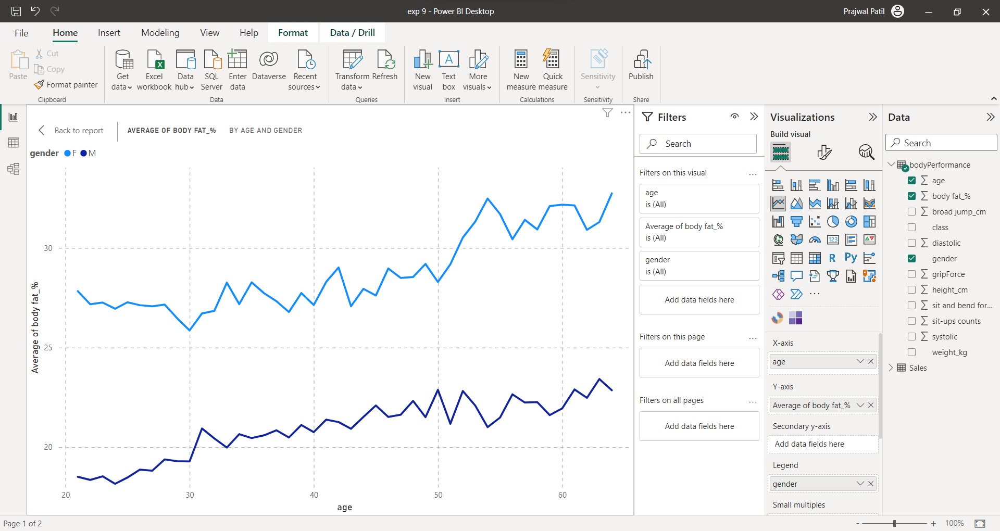 exp 9 - Power BI Desktop
Prajwal Patil
File Home Insert Modeling View Help Format Data / Drill
Paste
Cut
Copy
Format painter
Clipboard
Get data
Excel workbook
Data hub
SQL Server
Enter data
Dataverse
Recent sources
Data
Transform data
Refresh
Queries
New visual
Text box
More visuals
Insert
New measure
Quick measure
Calculations
Sensitivity
Sensitivity
Publish
Share
Back to report
AVERAGE OF BODY FAT_% BY AGE AND GENDER
gender F M
Average of body fat_%
30
25
20
20 30 40 50 60
age
Filters
Search
Filters on this visual ...
age
is (All)
Average of body fat_%
is (All)
gender
is (All)
Add data fields here
Filters on this page ...
Add data fields here
Filters on all pages ...
Add data fields here
Visualizations
Build visual
123
R
Py
...
X-axis
age
Y-axis
Average of body fat_%
Secondary y-axis
Add data fields here
Legend
gender
Small multiples
Data
Search
bodyPerformance
age
body fat_%
broad jump_cm
class
diastolic
gender
gripForce
height_cm
sit and bend for...
sit-ups counts
systolic
weight_kg
Sales
Page 1 of 2
- + 100%